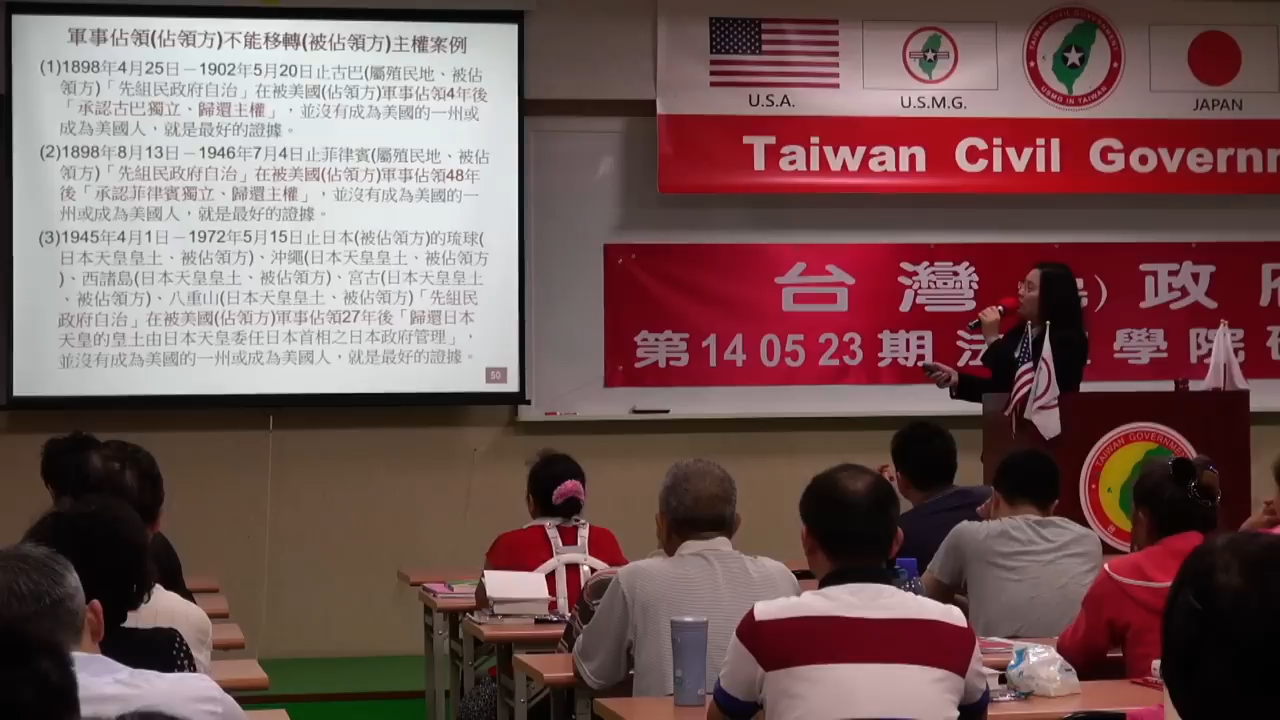 軍事佔領(佔領方)不能移轉(被佔領方)主權案例
(1)1898年4月25日－1902年5月20日止古巴(屬殖民地、被佔
領方)「先組民政府自治」在被美國(佔領方)軍事佔領4年後
「承認古巴獨立、歸還主權」，並沒有成為美國的一州或
成為美國人，就是最好的證據。
(2)1898年8月13日－1946年7月4日止菲律賓(屬殖民地、被佔
領方)「先組民政府自治」在被美國(佔領方)軍事佔領48年
後「承認菲律賓獨立、歸還主權」，並沒有成為美國的一
州或成為美國人，就是最好的證據。
(3)1945年4月1日－1972年5月15日止日本(被佔領方)的琉球(
日本天皇皇土、被佔領方)、沖繩(日本天皇皇土、被佔領方
)、西諸島(日本天皇皇土、被佔領方)、宮古(日本天皇皇土
、被佔領方)、八重山(日本天皇皇土、被佔領方)「先組民
政府自治」在被美國(佔領方)軍事佔領27年後「歸還日本
天皇的皇土由日本天皇委任日本首相之日本政府管理」，
並沒有成為美國的一州或成為美國人，就是最好的證據。
50
U.S.A.
U.S.M.G.
TAIWAN CIVIL GOVERNMENT
USMG IN TAIWAN
JAPAN
Taiwan Civil Govern
台灣 ) 政府
第 14 05 23 期 法 學院
TAIWAN GOVERNMENT